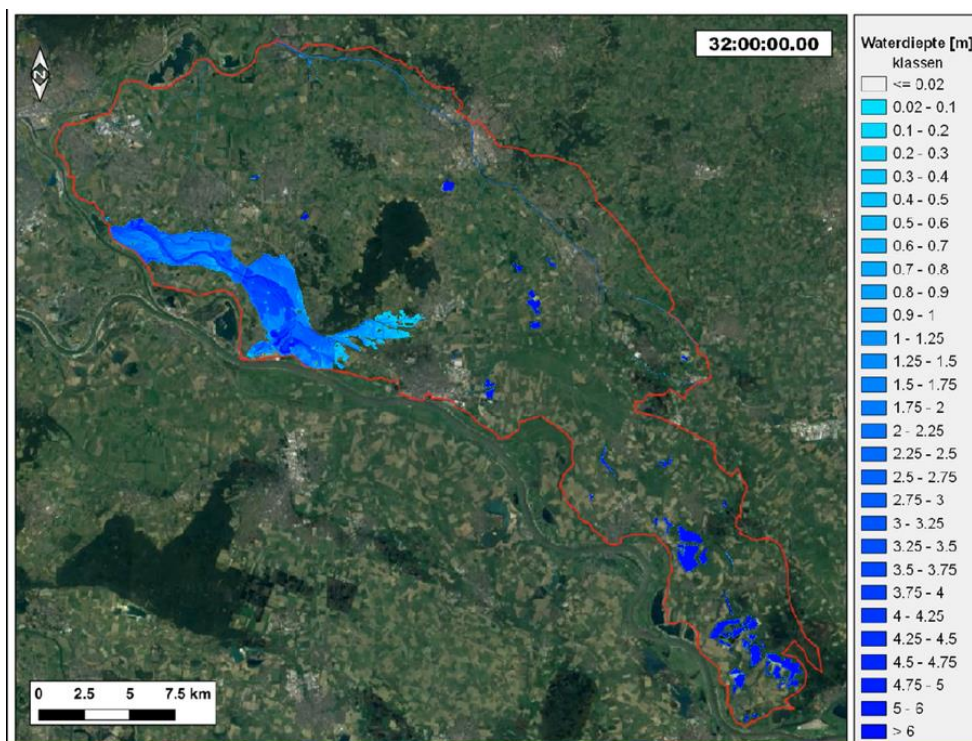 32:00:00.00
N
0 2.5 5 7.5 km
Waterdiepte [m]
klassen
<= 0.02
0.02 - 0.1
0.1 - 0.2
0.2 - 0.3
0.3 - 0.4
0.4 - 0.5
0.5 - 0.6
0.6 - 0.7
0.7 - 0.8
0.8 - 0.9
0.9 - 1
1 - 1.25
1.25 - 1.5
1.5 - 1.75
1.75 - 2
2 - 2.25
2.25 - 2.5
2.5 - 2.75
2.75 - 3
3 - 3.25
3.25 - 3.5
3.5 - 3.75
3.75 - 4
4 - 4.25
4.25 - 4.5
4.5 - 4.75
4.75 - 5
5 - 6
> 6